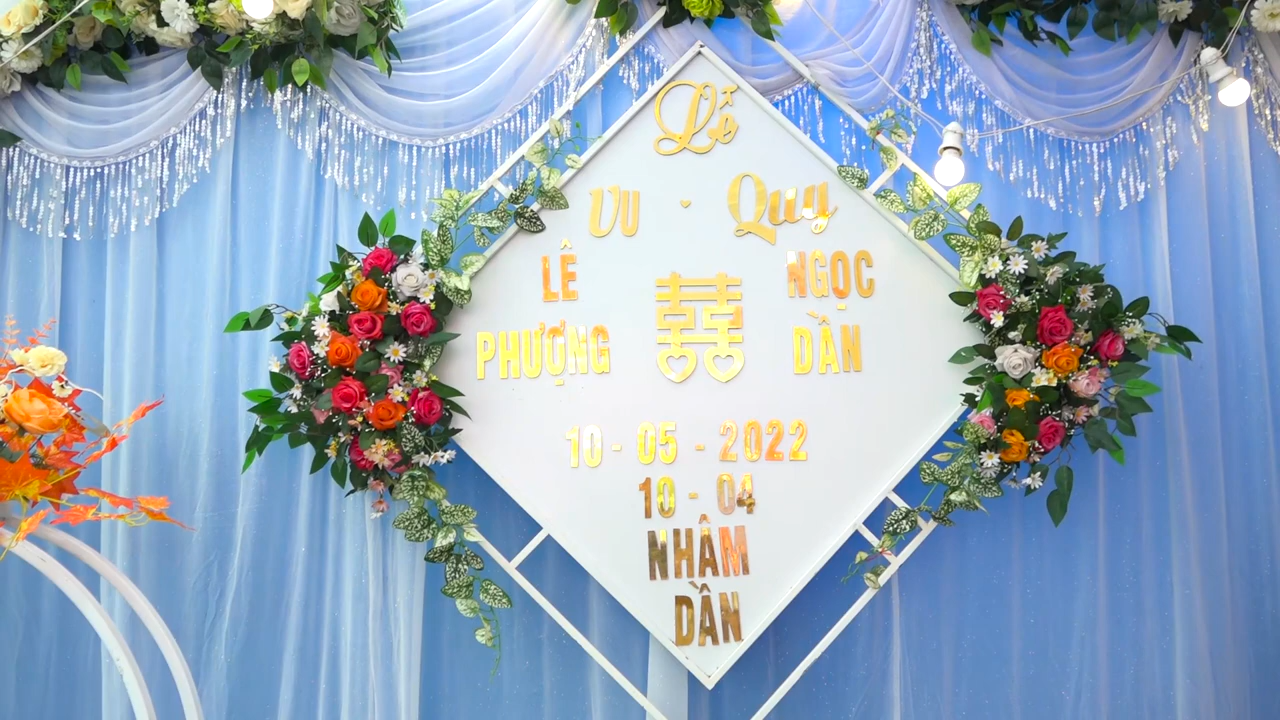 Lễ
Vu Quy
LÊ PHƯỢNG
囍
NGỌC DẦN
10 - 05 - 2022
10 - 04
NHÂM
DẦN